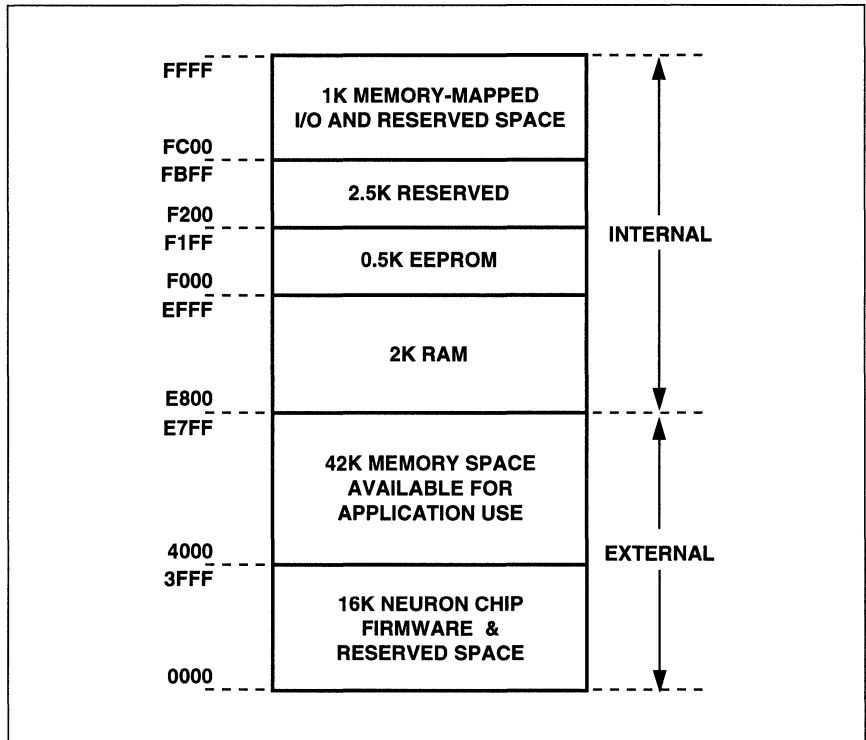 FFFF
1K MEMORY-MAPPED
I/O AND RESERVED SPACE
FC00
FBFF
2.5K RESERVED
F200
F1FF
INTERNAL
0.5K EEPROM
F000
EFFF
2K RAM
E800
E7FF
42K MEMORY SPACE
AVAILABLE FOR
APPLICATION USE
4000
EXTERNAL
3FFF
16K NEURON CHIP
FIRMWARE &
RESERVED SPACE
0000